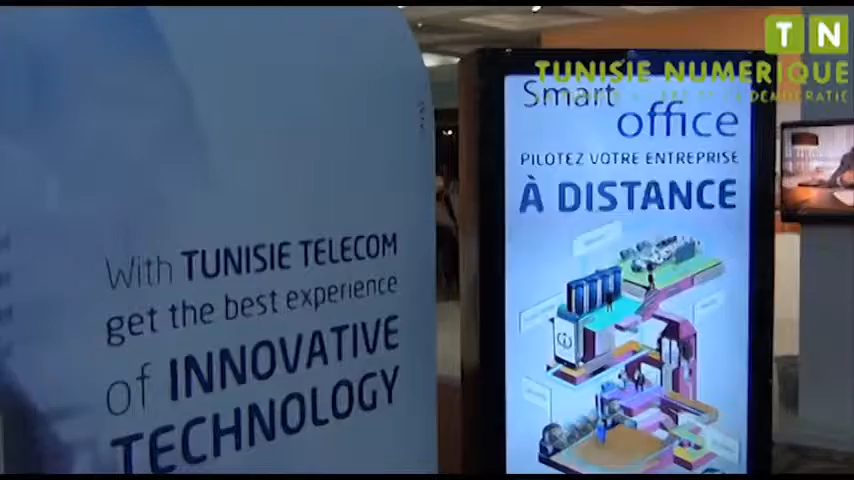 With TUNISIE TELECOM
get the best experience
of INNOVATIVE
TECHNOLOGY
Smart
office
PILOTEZ VOTRE ENTREPRISE
À DISTANCE
TN
TUNISIE NUMERIQUE
DEMOCRATIE